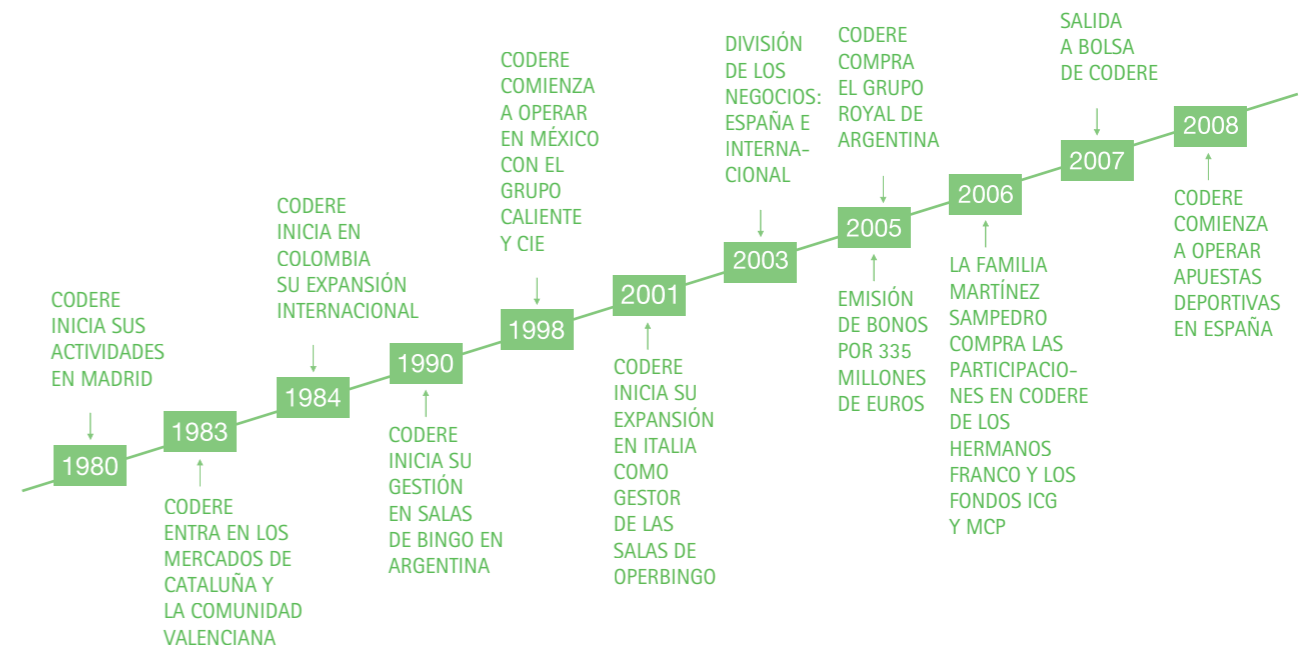 CODERE
INICIA SUS
ACTIVIDADES
EN MADRID
1980
1983
CODERE
ENTRA EN LOS
MERCADOS DE
CATALUÑA Y
LA COMUNIDAD
VALENCIANA
CODERE
INICIA EN
COLOMBIA
SU EXPANSIÓN
INTERNACIONAL
1984
1990
CODERE
INICIA SU
GESTIÓN
EN SALAS
DE BINGO EN
ARGENTINA
CODERE
COMIENZA
A OPERAR
EN MÉXICO
CON EL
GRUPO
CALIENTE
Y CIE
1998
2001
CODERE
INICIA SU
EXPANSIÓN
EN ITALIA
COMO
GESTOR
DE LAS
SALAS DE
OPERBINGO
DIVISIÓN
DE LOS
NEGOCIOS:
ESPAÑA E
INTERNA-
CIONAL
2003
CODERE
COMPRA
EL GRUPO
ROYAL DE
ARGENTINA
2005
EMISIÓN
DE BONOS
POR 335
MILLONES
DE EUROS
2006
LA FAMILIA
MARTÍNEZ
SAMPEDRO
COMPRA LAS
PARTICIPACIO-
NES EN CODERE
DE LOS
HERMANOS
FRANCO Y LOS
FONDOS ICG
Y MCP
SALIDA
A BOLSA
DE CODERE
2007
2008
CODERE
COMIENZA
A OPERAR
APUESTAS
DEPORTIVAS
EN ESPAÑA